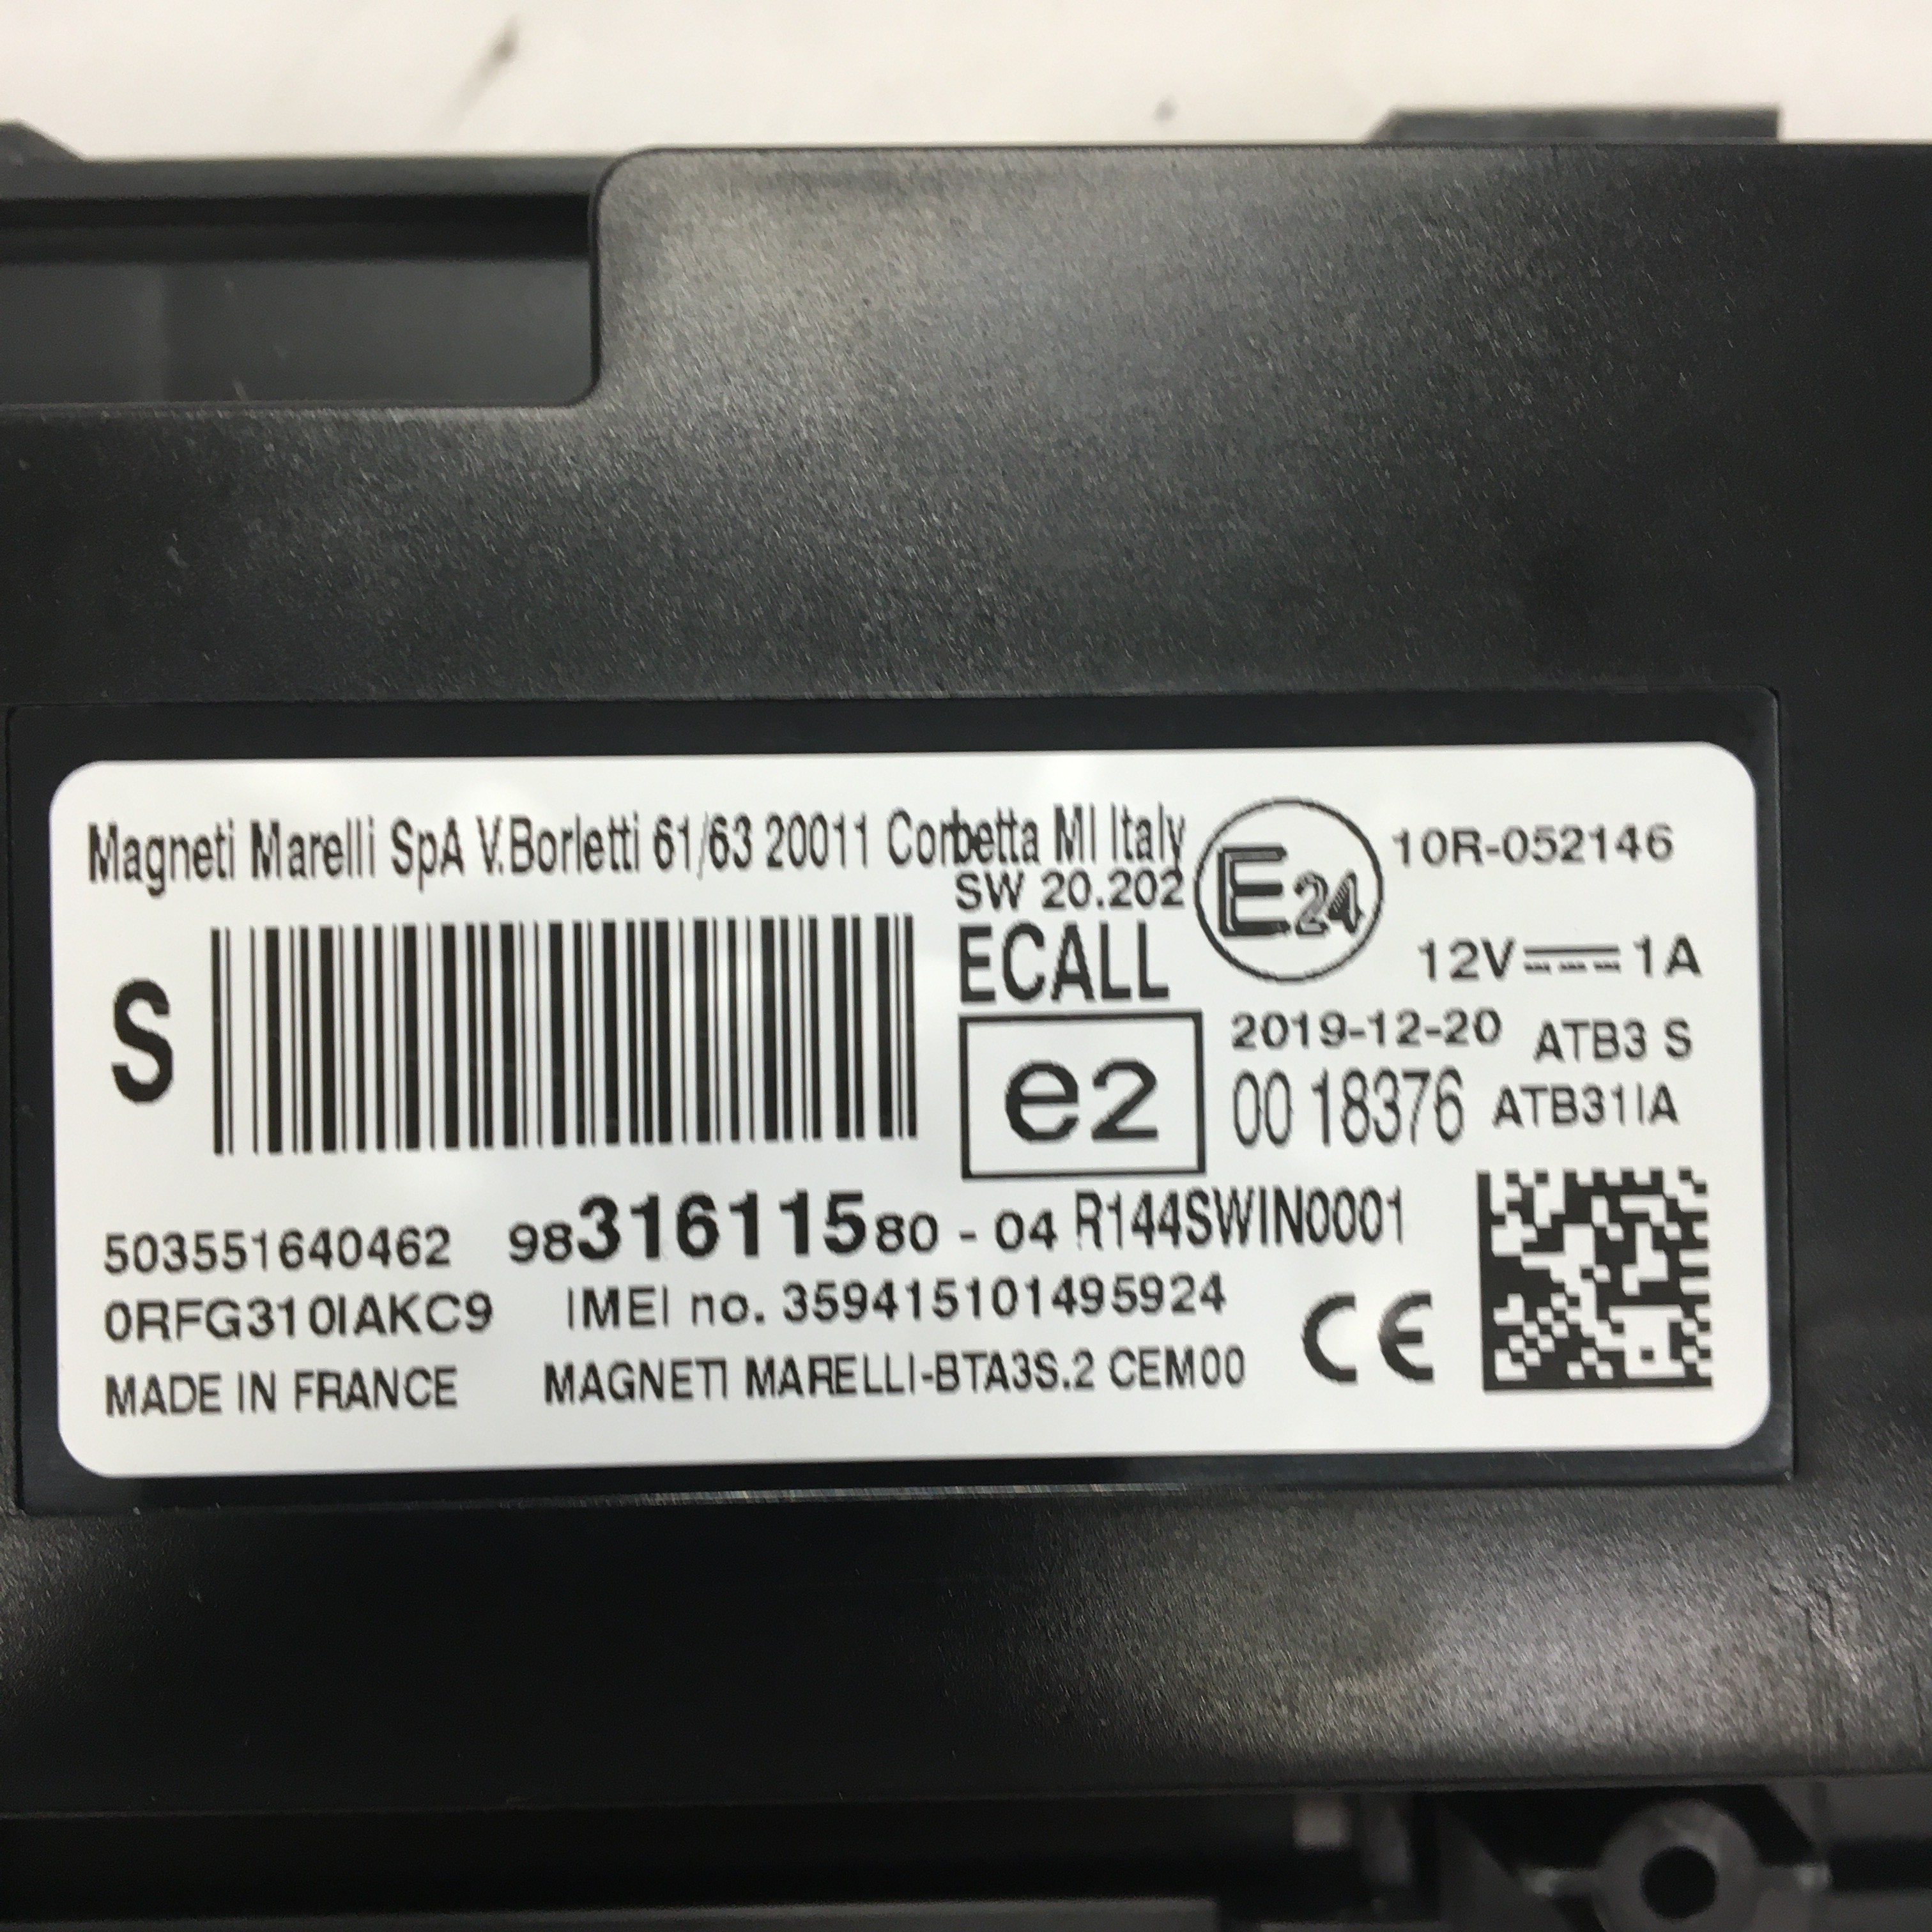 Magneti Marelli SpA V.Borletti 61/63 20011 Corbetta MI Italy
SW 20.202
E24
10R-052146
ECALL
12V 1A
S
e2
2019-12-20 ATB3 S
00 18376 ATB31IA
503551640462 9831611580 - 04 R144SWIN0001
0RFG310IAKC9 IMEI no. 359415101495924
MADE IN FRANCE MAGNETI MARELLI-BTA3S.2 CEM00
CE